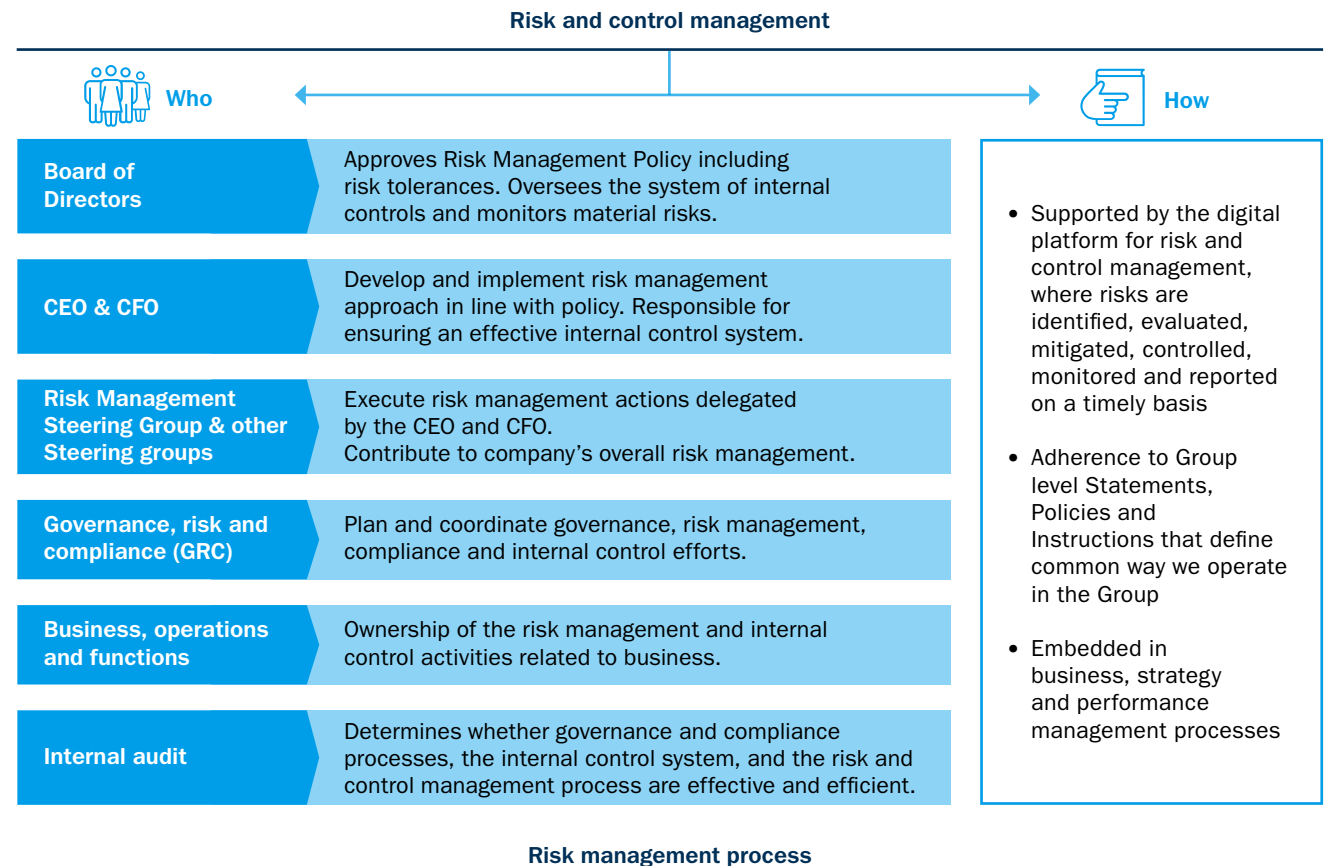 Risk and control management
Who
How
Board of
Directors
Approves Risk Management Policy including
risk tolerances. Oversees the system of internal
controls and monitors material risks.
CEO & CFO
Develop and implement risk management
approach in line with policy. Responsible for
ensuring an effective internal control system.
Risk Management
Steering Group & other
Steering groups
Execute risk management actions delegated
by the CEO and CFO.
Contribute to company’s overall risk management.
Governance, risk and
compliance (GRC)
Plan and coordinate governance, risk management,
compliance and internal control efforts.
Business, operations
and functions
Ownership of the risk management and internal
control activities related to business.
Internal audit
Determines whether governance and compliance
processes, the internal control system, and the risk and
control management process are effective and efficient.
• Supported by the digital
platform for risk and
control management,
where risks are
identified, evaluated,
mitigated, controlled,
monitored and reported
on a timely basis
• Adherence to Group
level Statements,
Policies and
Instructions that define
common way we operate
in the Group
• Embedded in
business, strategy
and performance
management processes
Risk management process